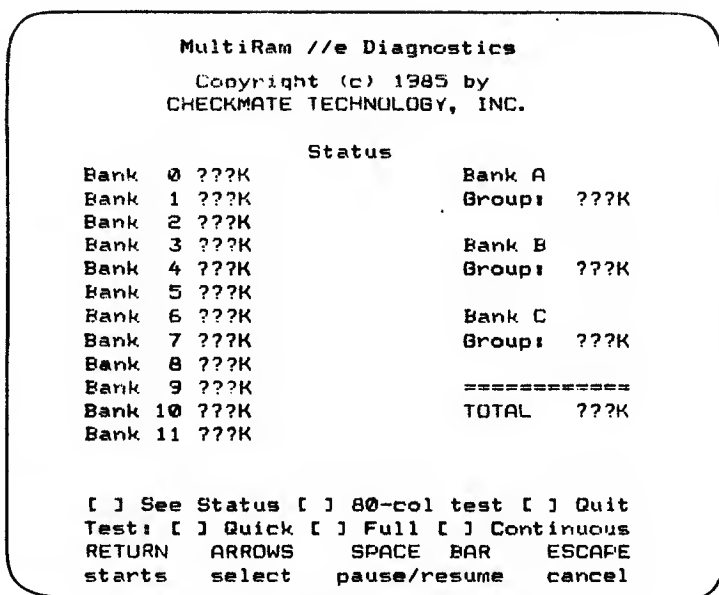 MultiRam //e Diagnostics
Copyright (c) 1985 by
CHECKMATE TECHNOLOGY, INC.
Status
Bank 0 ???K Bank A
Bank 1 ???K Group: ???K
Bank 2 ???K
Bank 3 ???K Bank B
Bank 4 ???K Group: ???K
Bank 5 ???K
Bank 6 ???K Bank C
Bank 7 ???K Group: ???K
Bank 8 ???K
Bank 9 ???K =============
Bank 10 ???K TOTAL ???K
Bank 11 ???K
[ ] See Status [ ] 80-col test [ ] Quit
Test: [ ] Quick [ ] Full [ ] Continuous
RETURN ARROWS SPACE BAR ESCAPE
starts select pause/resume cancel